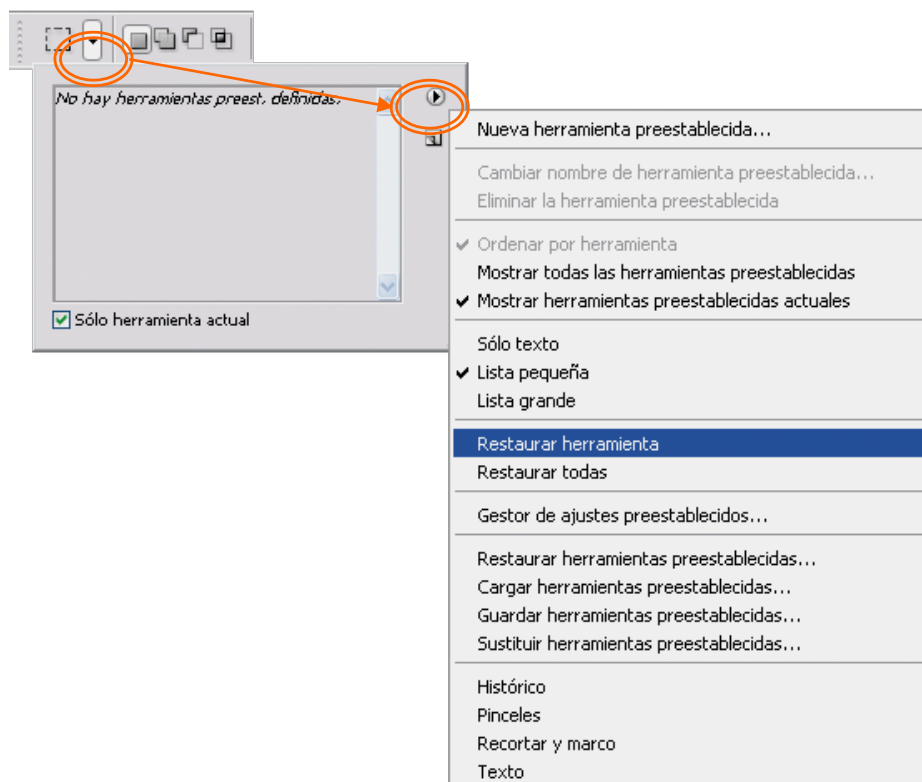 No hay herramientas preest. definidas.
Sólo herramienta actual
Nueva herramienta preestablecida...
Cambiar nombre de herramienta preestablecida...
Eliminar la herramienta preestablecida
Ordenar por herramienta
Mostrar todas las herramientas preestablecidas
Mostrar herramientas preestablecidas actuales
Sólo texto
Lista pequeña
Lista grande
Restaurar herramienta
Restaurar todas
Gestor de ajustes preestablecidos...
Restaurar herramientas preestablecidas...
Cargar herramientas preestablecidas...
Guardar herramientas preestablecidas...
Sustituir herramientas preestablecidas...
Histórico
Pinceles
Recortar y marco
Texto